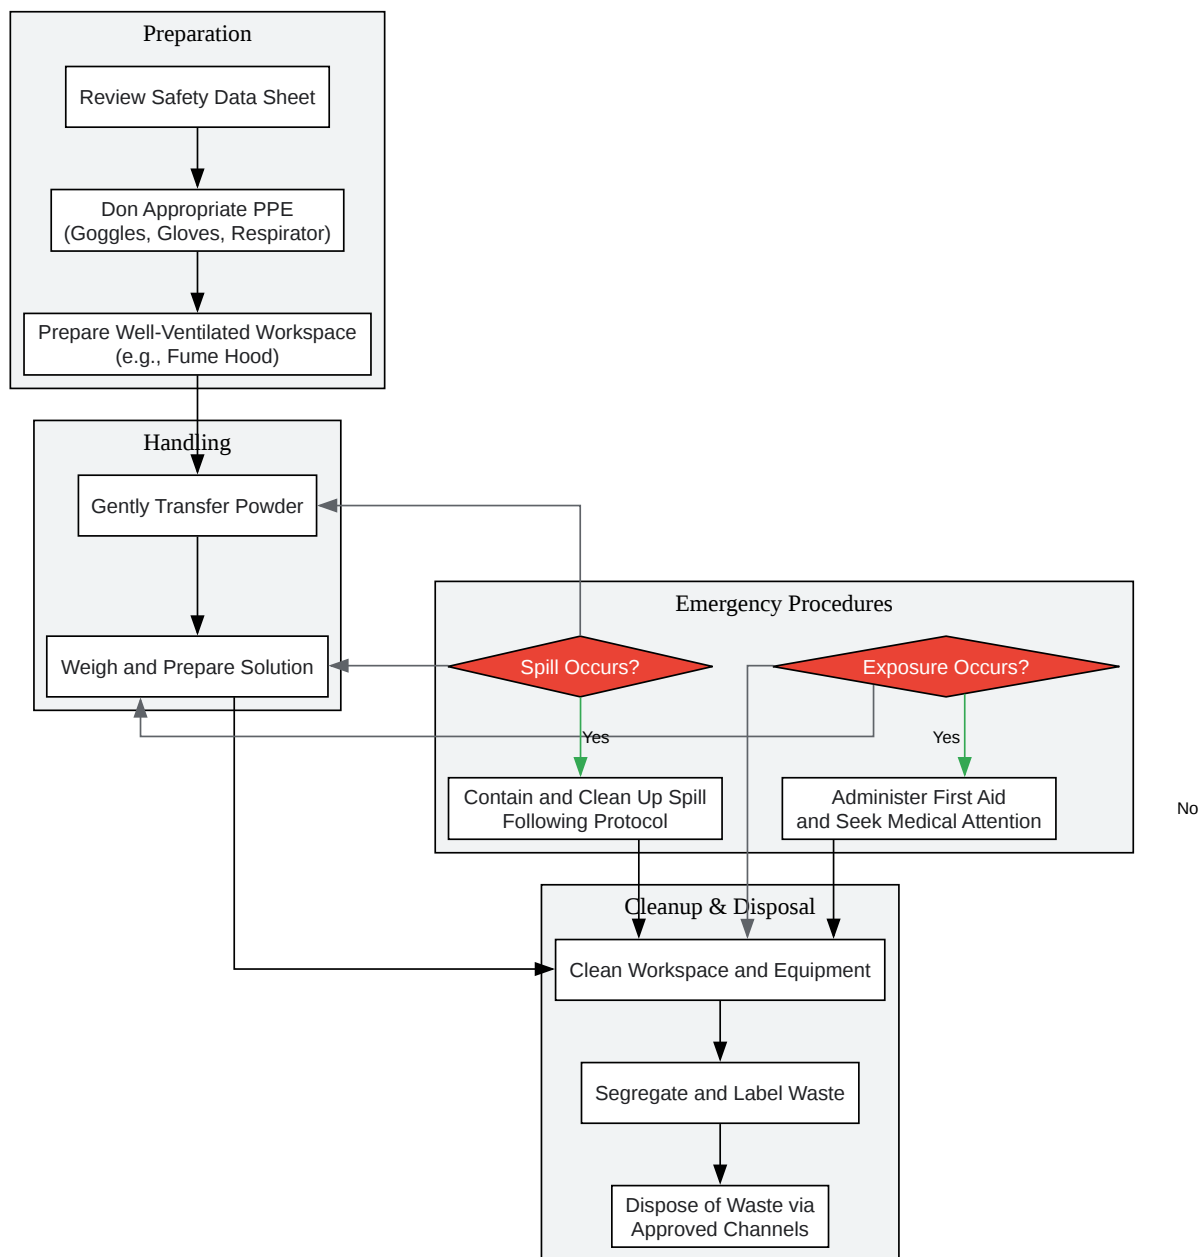 Preparation
Review Safety Data Sheet
Don Appropriate PPE
(Goggles, Gloves, Respirator)
Prepare Well-Ventilated Workspace
(e.g., Fume Hood)
Handling
Gently Transfer Powder
Weigh and Prepare Solution
Emergency Procedures
Spill Occurs?
Exposure Occurs?
Yes
Yes
Contain and Clean Up Spill
Following Protocol
Administer First Aid
and Seek Medical Attention
No
Cleanup & Disposal
Clean Workspace and Equipment
Segregate and Label Waste
Dispose of Waste via
Approved Channels